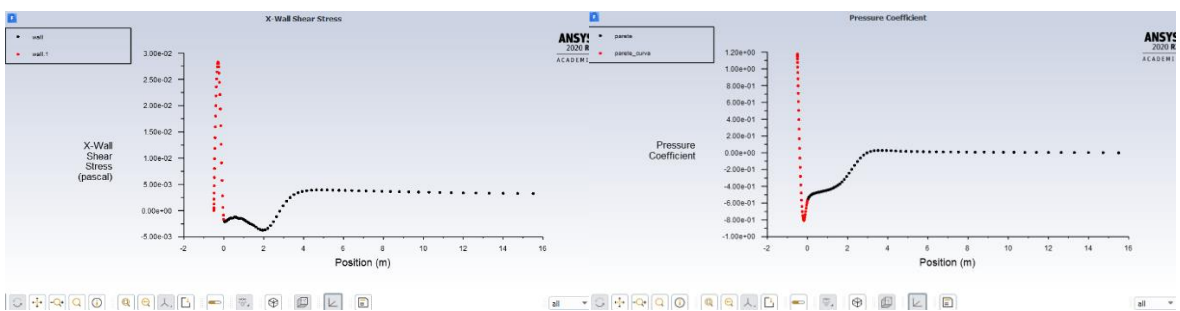 X-Wall Shear Stress
wall
wall.1
ANSYS
2020 R
ACADEMI
3.00e-02
2.50e-02
2.00e-02
1.50e-02
1.00e-02
5.00e-03
0.00e+00
-5.00e-03
X-Wall
Shear
Stress
(pascal)
-2 0 2 4 6 8 10 12 14 16
Position (m)
all
Pressure Coefficient
parete
parete_curva
ANSYS
2020 R
ACADEMI
1.20e+00
1.00e+00
8.00e-01
6.00e-01
4.00e-01
2.00e-01
0.00e+00
-2.00e-01
-4.00e-01
-6.00e-01
-8.00e-01
-1.00e+00
Pressure
Coefficient
-2 0 2 4 6 8 10 12 14 16
Position (m)
all